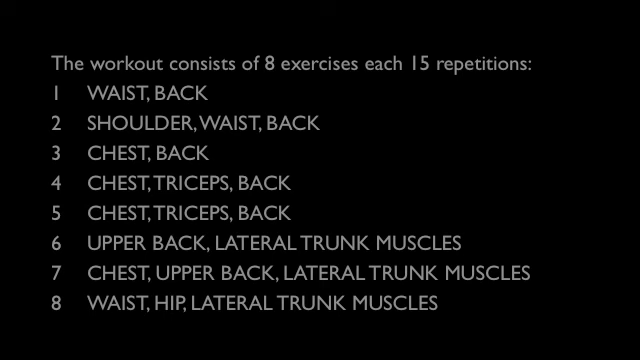 The workout consists of 8 exercises each 15 repetitions:
1 WAIST, BACK
2 SHOULDER, WAIST, BACK
3 CHEST, BACK
4 CHEST, TRICEPS, BACK
5 CHEST, TRICEPS, BACK
6 UPPER BACK, LATERAL TRUNK MUSCLES
7 CHEST, UPPER BACK, LATERAL TRUNK MUSCLES
8 WAIST, HIP, LATERAL TRUNK MUSCLES